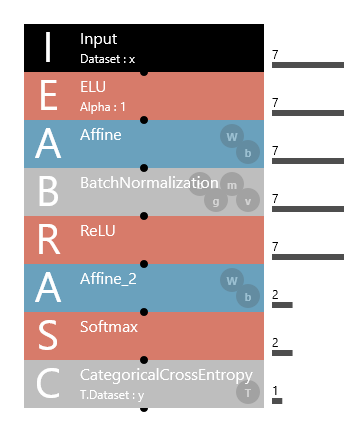 I Input
Dataset : x
7
E ELU
Alpha : 1
7
A Affine
W
b
7
B BatchNormalization
m
g
v
7
R ReLU
7
A Affine_2
W
b
2
S Softmax
2
C CategoricalCrossEntropy
T.Dataset : y
T
1